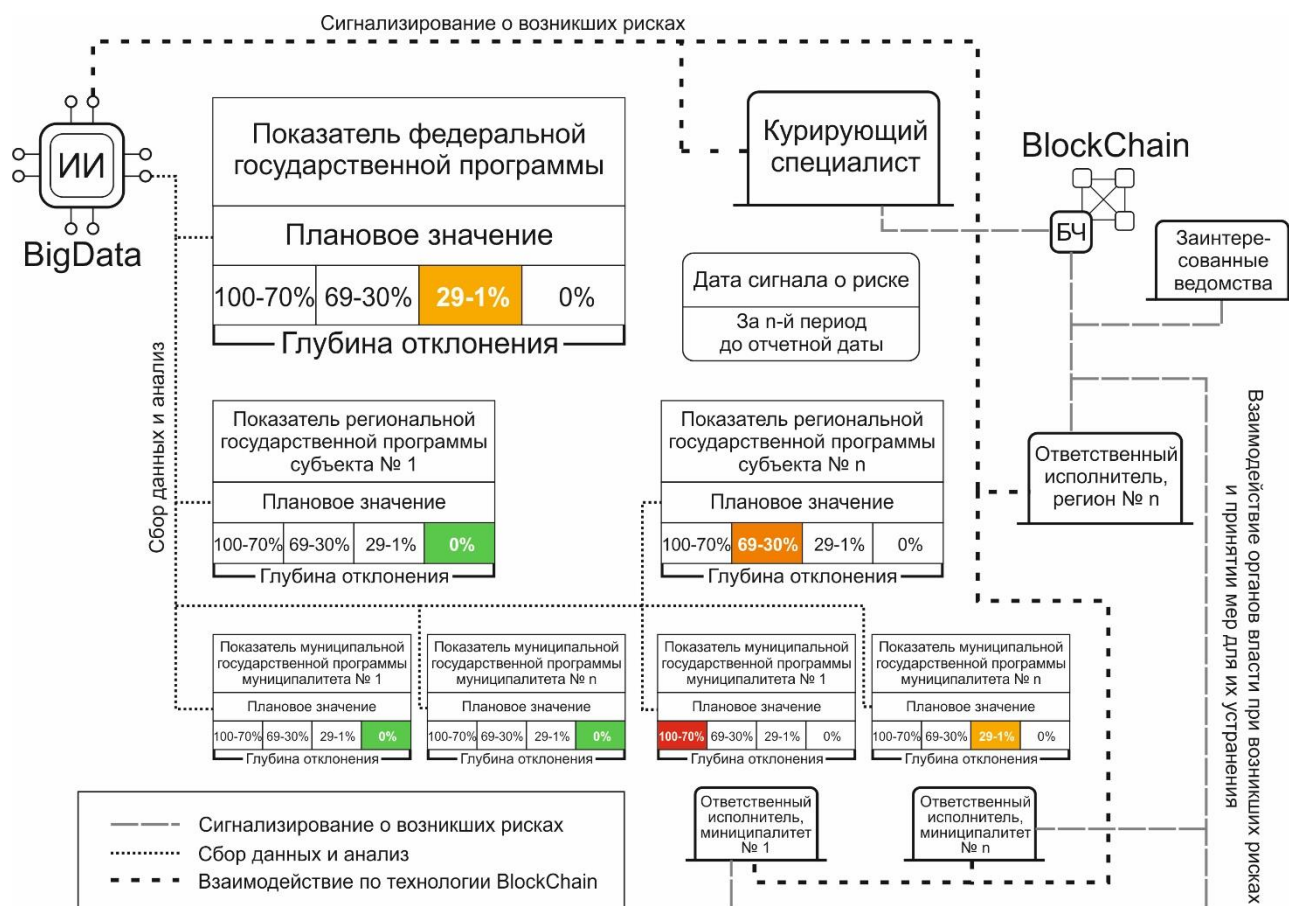 Сигнализирование о возникших рисках
ИИ
BigData
Показатель федеральной
государственной программы
Плановое значение
100-70% 69-30% 29-1% 0%
Глубина отклонения
Курирующий
специалист
BlockChain
БЧ
Заинтере-
сованные
ведомства
Дата сигнала о риске
За n-й период
до отчетной даты
Сбор данных и анализ
Показатель региональной
государственной программы
субъекта № 1
Плановое значение
100-70% 69-30% 29-1% 0%
Глубина отклонения
Показатель региональной
государственной программы
субъекта № n
Плановое значение
100-70% 69-30% 29-1% 0%
Глубина отклонения
Ответственный
исполнитель,
регион № n
Взаимодействие органов власти при возникших рисках
и принятии мер для их устранения
Показатель муниципальной
государственной программы
муниципалитета № 1
Плановое значение
100-70% 69-30% 29-1% 0%
Глубина отклонения
Показатель муниципальной
государственной программы
муниципалитета № n
Плановое значение
100-70% 69-30% 29-1% 0%
Глубина отклонения
Показатель муниципальной
государственной программы
муниципалитета № 1
Плановое значение
100-70% 69-30% 29-1% 0%
Глубина отклонения
Показатель муниципальной
государственной программы
муниципалитета № n
Плановое значение
100-70% 69-30% 29-1% 0%
Глубина отклонения
Ответственный
исполнитель,
миниципалитет
№ 1
Ответственный
исполнитель,
миниципалитет
№ n
Сигнализирование о возникших рисках
Сбор данных и анализ
Взаимодействие по технологии BlockChain